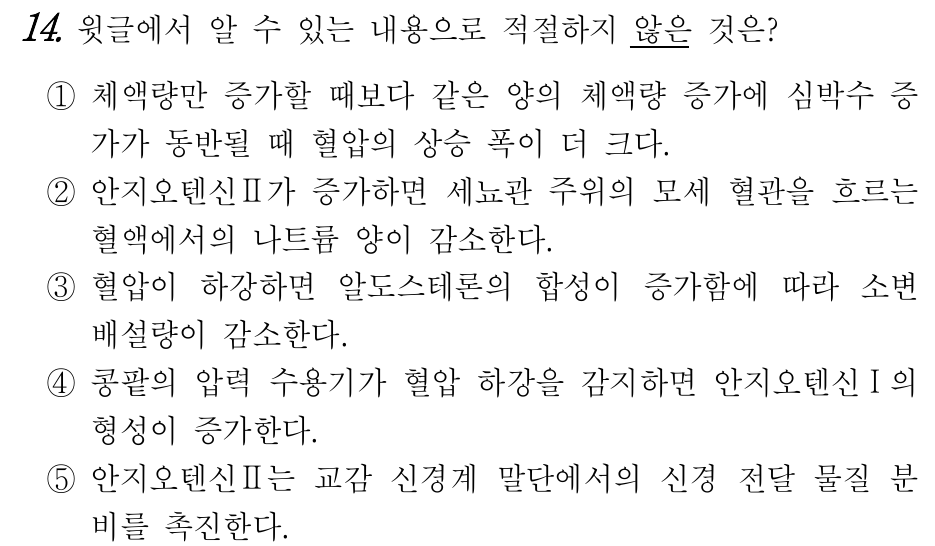 14. 윗글에서 알 수 있는 내용으로 적절하지 않은 것은?
① 체액량만 증가할 때보다 같은 양의 체액량 증가에 심박수 증
가가 동반될 때 혈압의 상승 폭이 더 크다.
② 안지오텐신Ⅱ가 증가하면 세뇨관 주위의 모세 혈관을 흐르는
혈액에서의 나트륨 양이 감소한다.
③ 혈압이 하강하면 알도스테론의 합성이 증가함에 따라 소변
배설량이 감소한다.
④ 콩팥의 압력 수용기가 혈압 하강을 감지하면 안지오텐신Ⅰ의
형성이 증가한다.
⑤ 안지오텐신Ⅱ는 교감 신경계 말단에서의 신경 전달 물질 분
비를 촉진한다.